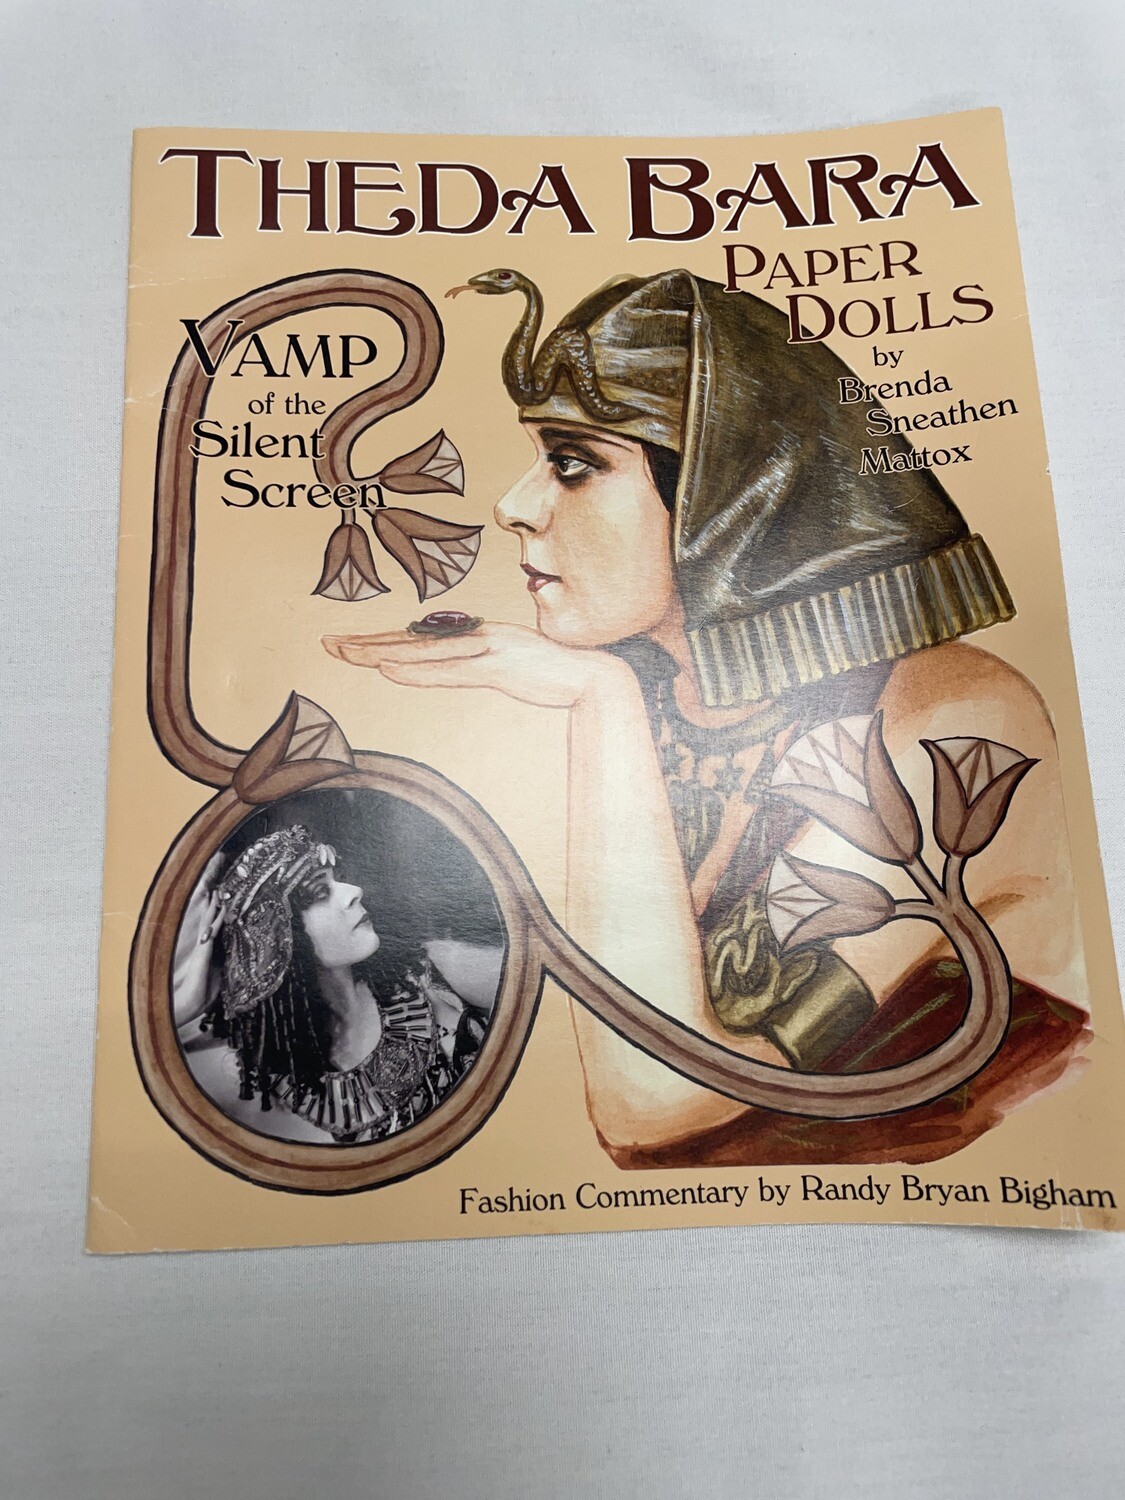 THEDA BARA
PAPER
DOLLS
by
Brenda
Sneathen
Mattox
VAMP
of the
Silent
Screen
Fashion Commentary by Randy Bryan Bigham